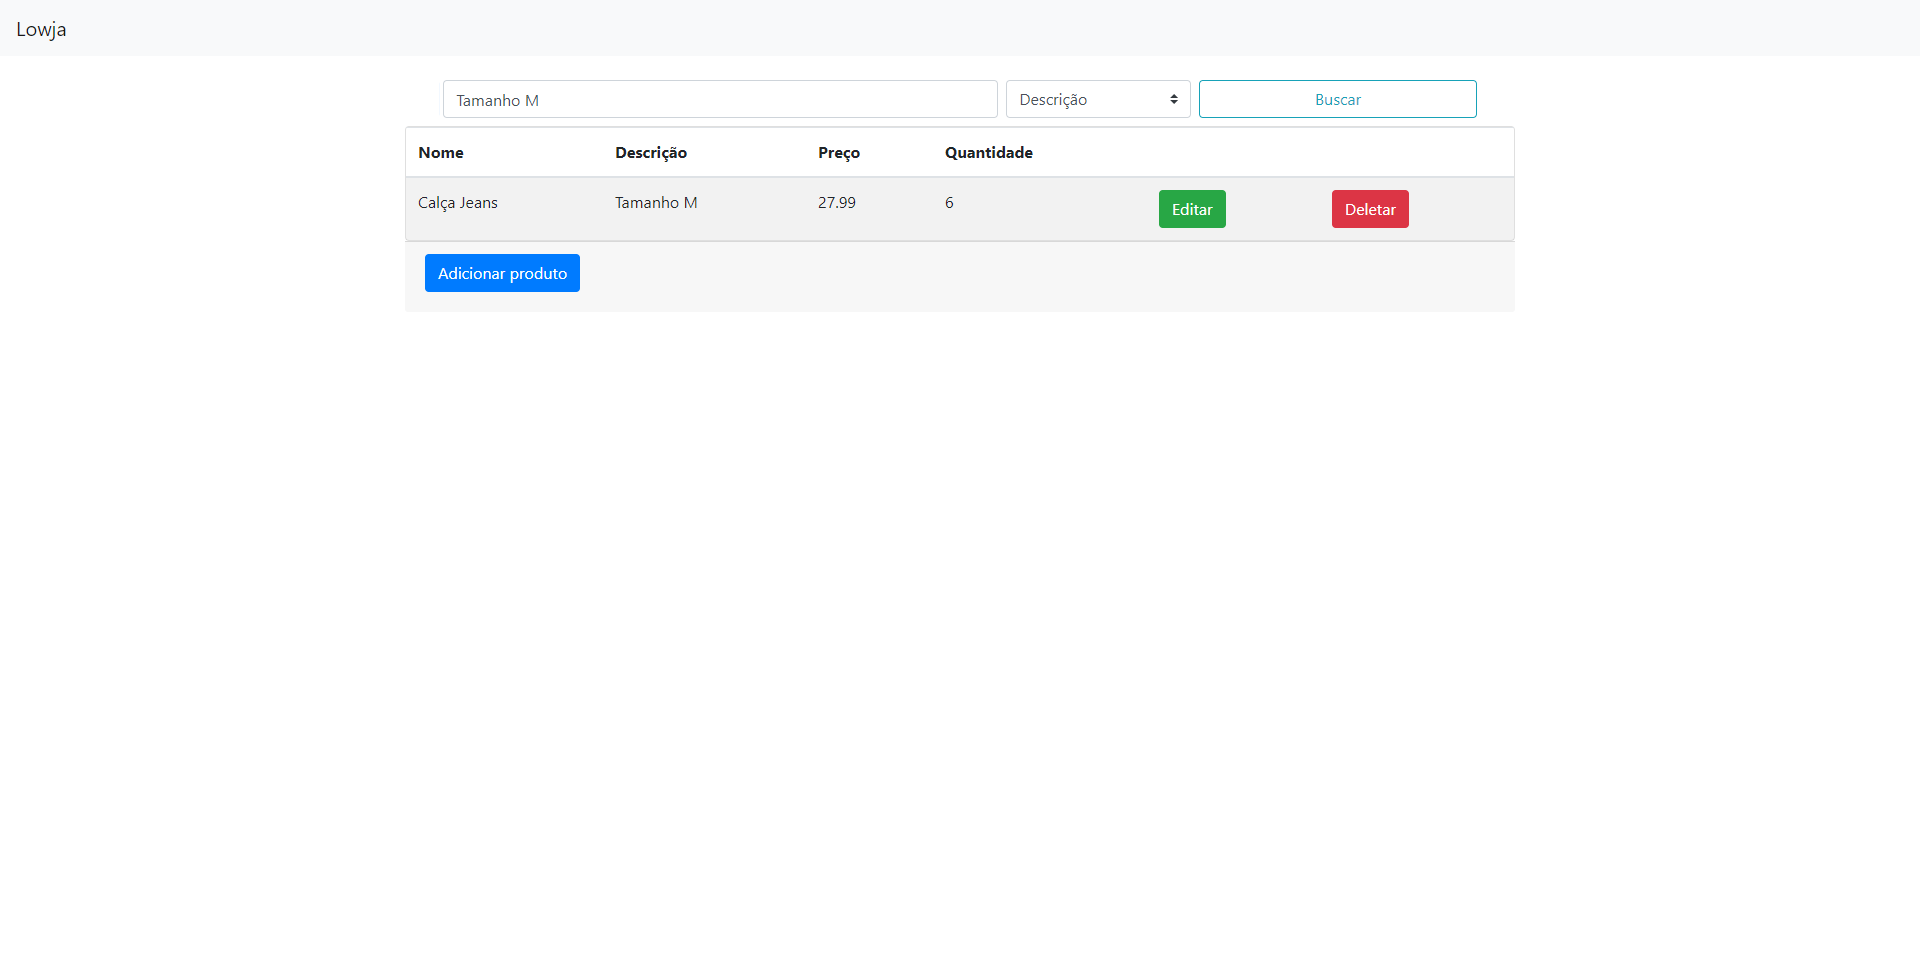 Lowja
Tamanho M Descrição Buscar
Nome Descrição Preço Quantidade
Calça Jeans Tamanho M 27.99 6 Editar Deletar
Adicionar produto